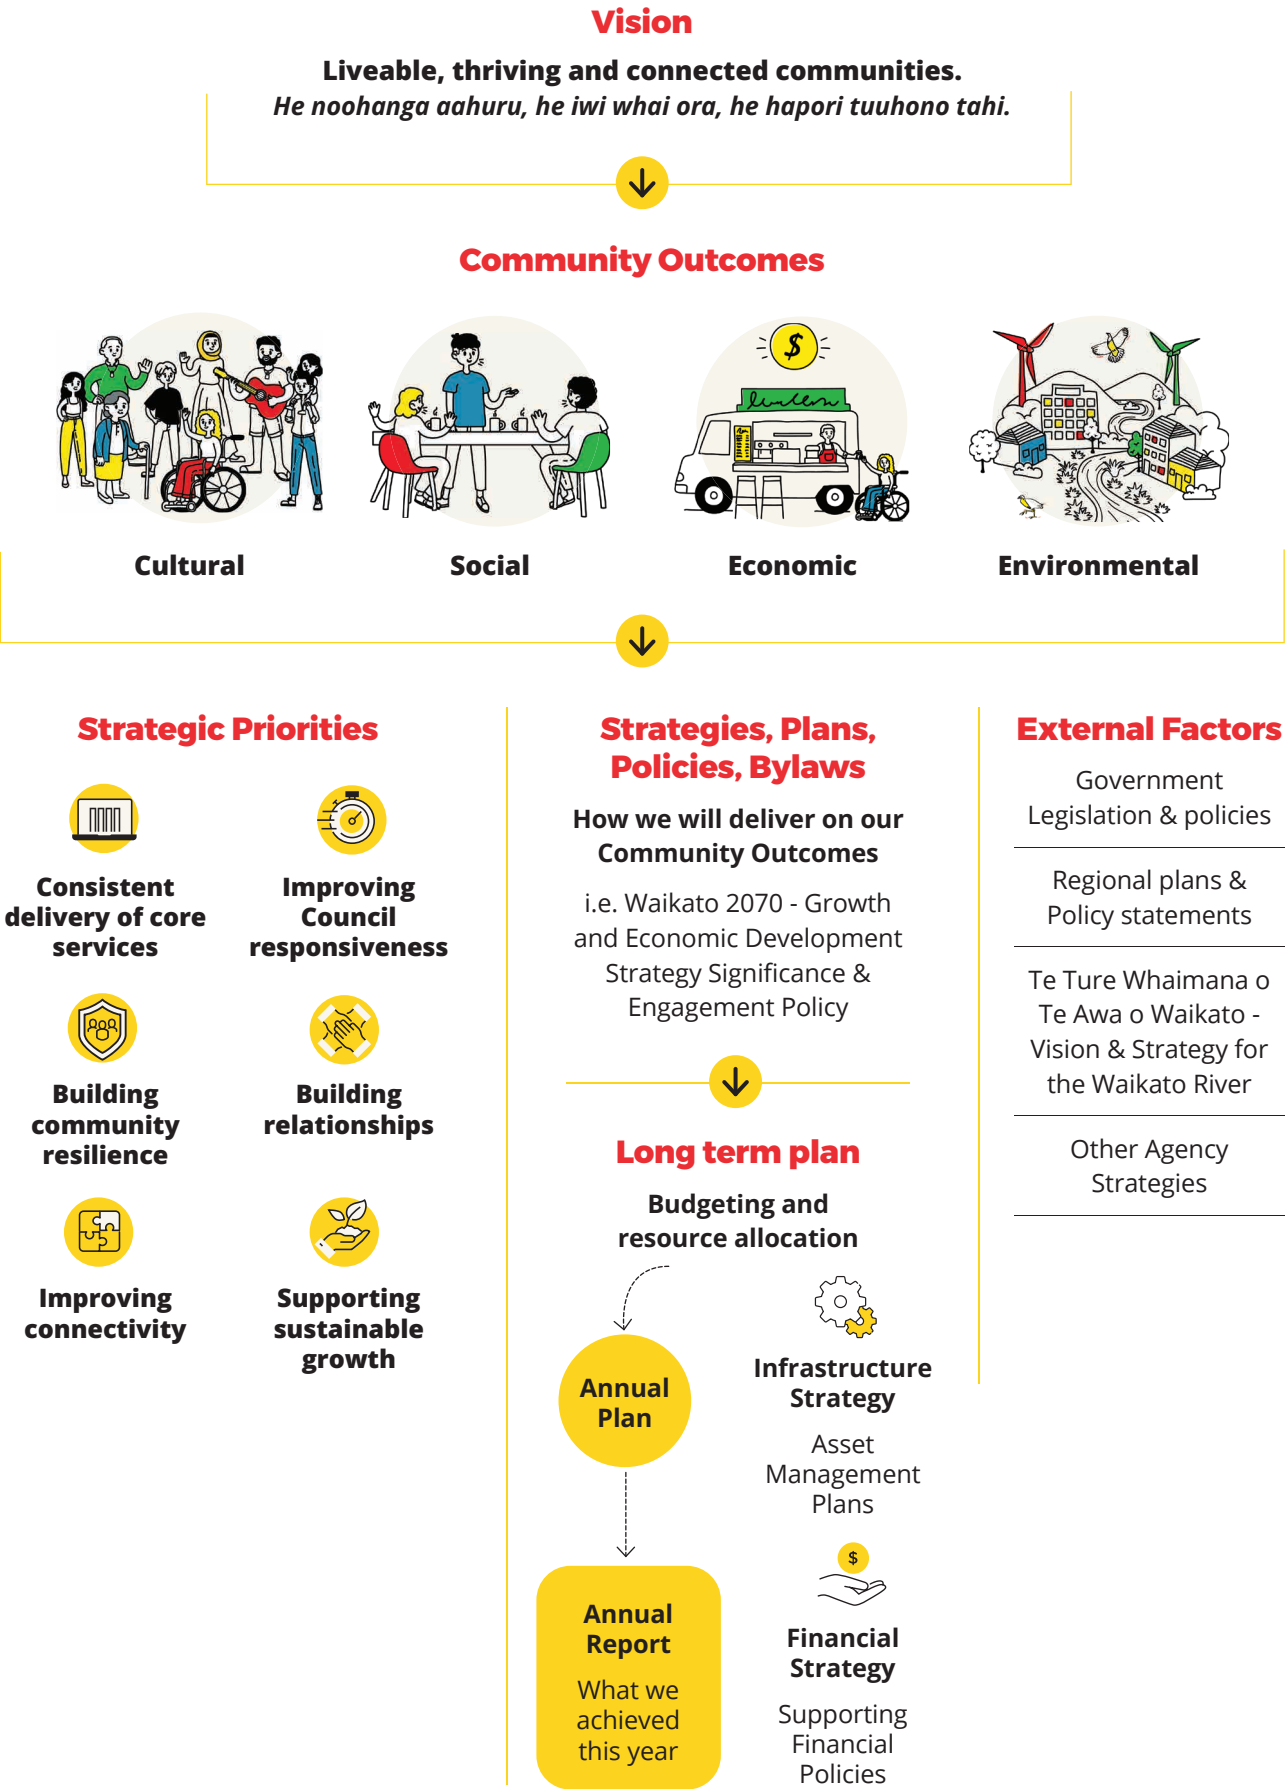 Vision
Liveable, thriving and connected communities.
He noohanga aahuru, he iwi whai ora, he hapori tuuhono tahi.
Community Outcomes
$
Cultural
Social
Economic
Environmental
Strategic Priorities
Consistent
delivery of core
services
Improving
Council
responsiveness
Building
community
resilience
Building
relationships
Improving
connectivity
Supporting
sustainable
growth
Strategies, Plans,
Policies, Bylaws
How we will deliver on our
Community Outcomes
i.e. Waikato 2070 - Growth
and Economic Development
Strategy Significance &
Engagement Policy
Long term plan
Budgeting and
resource allocation
Annual
Plan
Annual
Report
What we
achieved
this year
Infrastructure
Strategy
Asset
Management
Plans
$
Financial
Strategy
Supporting
Financial
Policies
External Factors
Government
Legislation & policies
Regional plans &
Policy statements
Te Ture Whaimana o
Te Awa o Waikato -
Vision & Strategy for
the Waikato River
Other Agency
Strategies